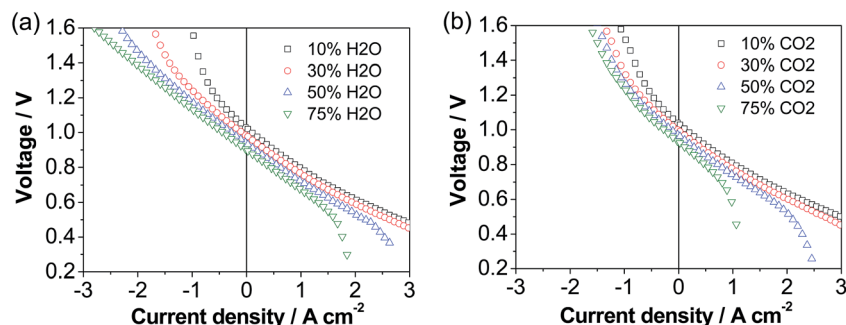 (a)
1.6
1.4
1.2
1.0
0.8
0.6
0.4
0.2
Voltage / V
10% H2O
30% H2O
50% H2O
75% H2O
-3 -2 -1 0 1 2 3
Current density / A cm-2
(b)
1.6
1.4
1.2
1.0
0.8
0.6
0.4
0.2
Voltage / V
10% CO2
30% CO2
50% CO2
75% CO2
-3 -2 -1 0 1 2 3
Current density / A cm-2